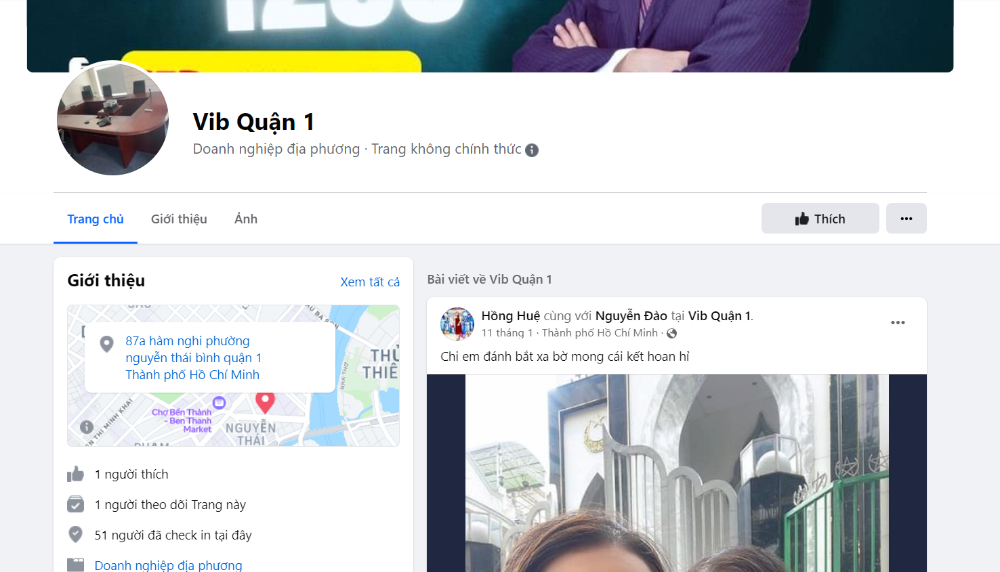 Vib Quận 1
Doanh nghiệp địa phương · Trang không chính thức
Trang chủ
Giới thiệu
Ảnh
Thích
Giới thiệu
Xem tất cả
87a hàm nghi phường
nguyễn thái bình quận 1
Thành phố Hồ Chí Minh
Chợ Bến Thành
- Ben Thanh
Market
NGUYỄN
THÁI
NHÀ THỜ
1 người thích
1 người theo dõi Trang này
51 người đã check in tại đây
Doanh nghiệp địa phương
Bài viết về Vib Quận 1
Hồng Huệ cùng với Nguyễn Đào tại Vib Quận 1.
11 tháng 1 · Thành phố Hồ Chí Minh ·
Chi em đánh bắt xa bờ mong cái kết hoan hỉ